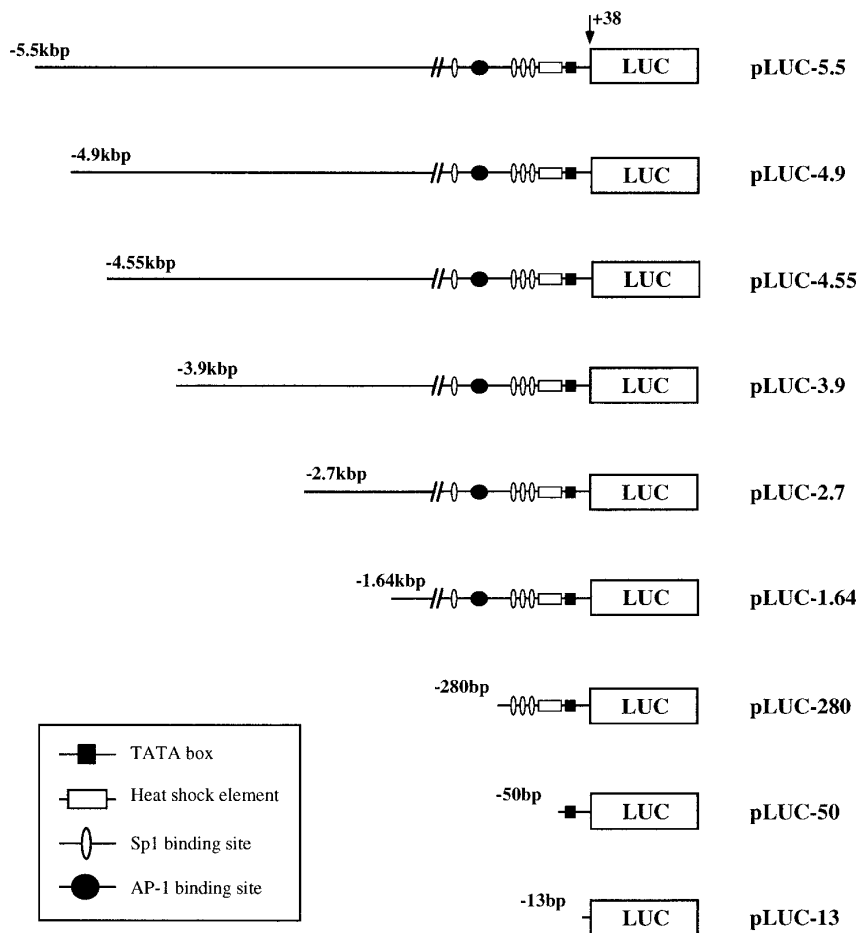 +38
-5.5kbp
LUC pLUC-5.5
-4.9kbp
LUC pLUC-4.9
-4.55kbp
LUC pLUC-4.55
-3.9kbp
LUC pLUC-3.9
-2.7kbp
LUC pLUC-2.7
-1.64kbp
LUC pLUC-1.64
-280bp
LUC pLUC-280
-50bp
LUC pLUC-50
-13bp
LUC pLUC-13
TATA box
Heat shock element
Sp1 binding site
AP-1 binding site